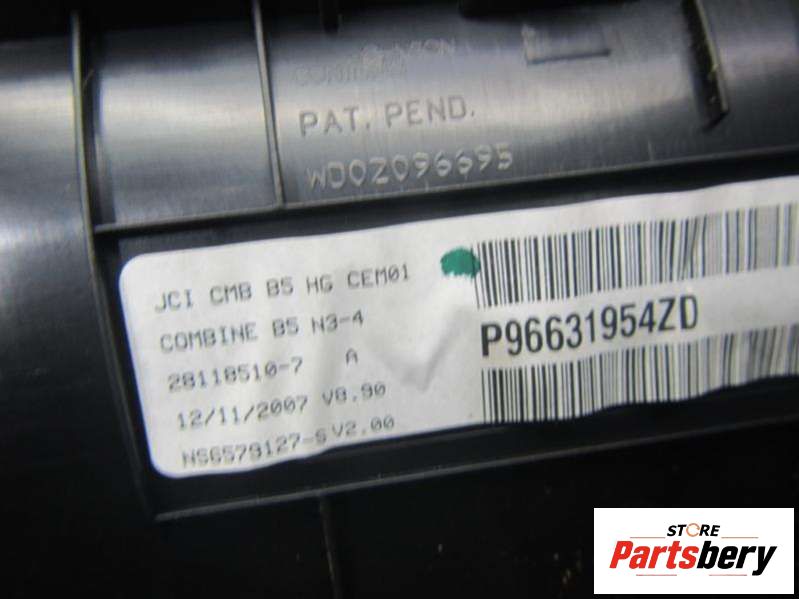 PAT. PEND.
WD02096695
JCI CMB B5 HG CEM01
COMBINE B5 N3-4
28118510-7 A
12/11/2007 V8.90
NS6579127-S V2.00
P96631954ZD
STORE
Partsbery